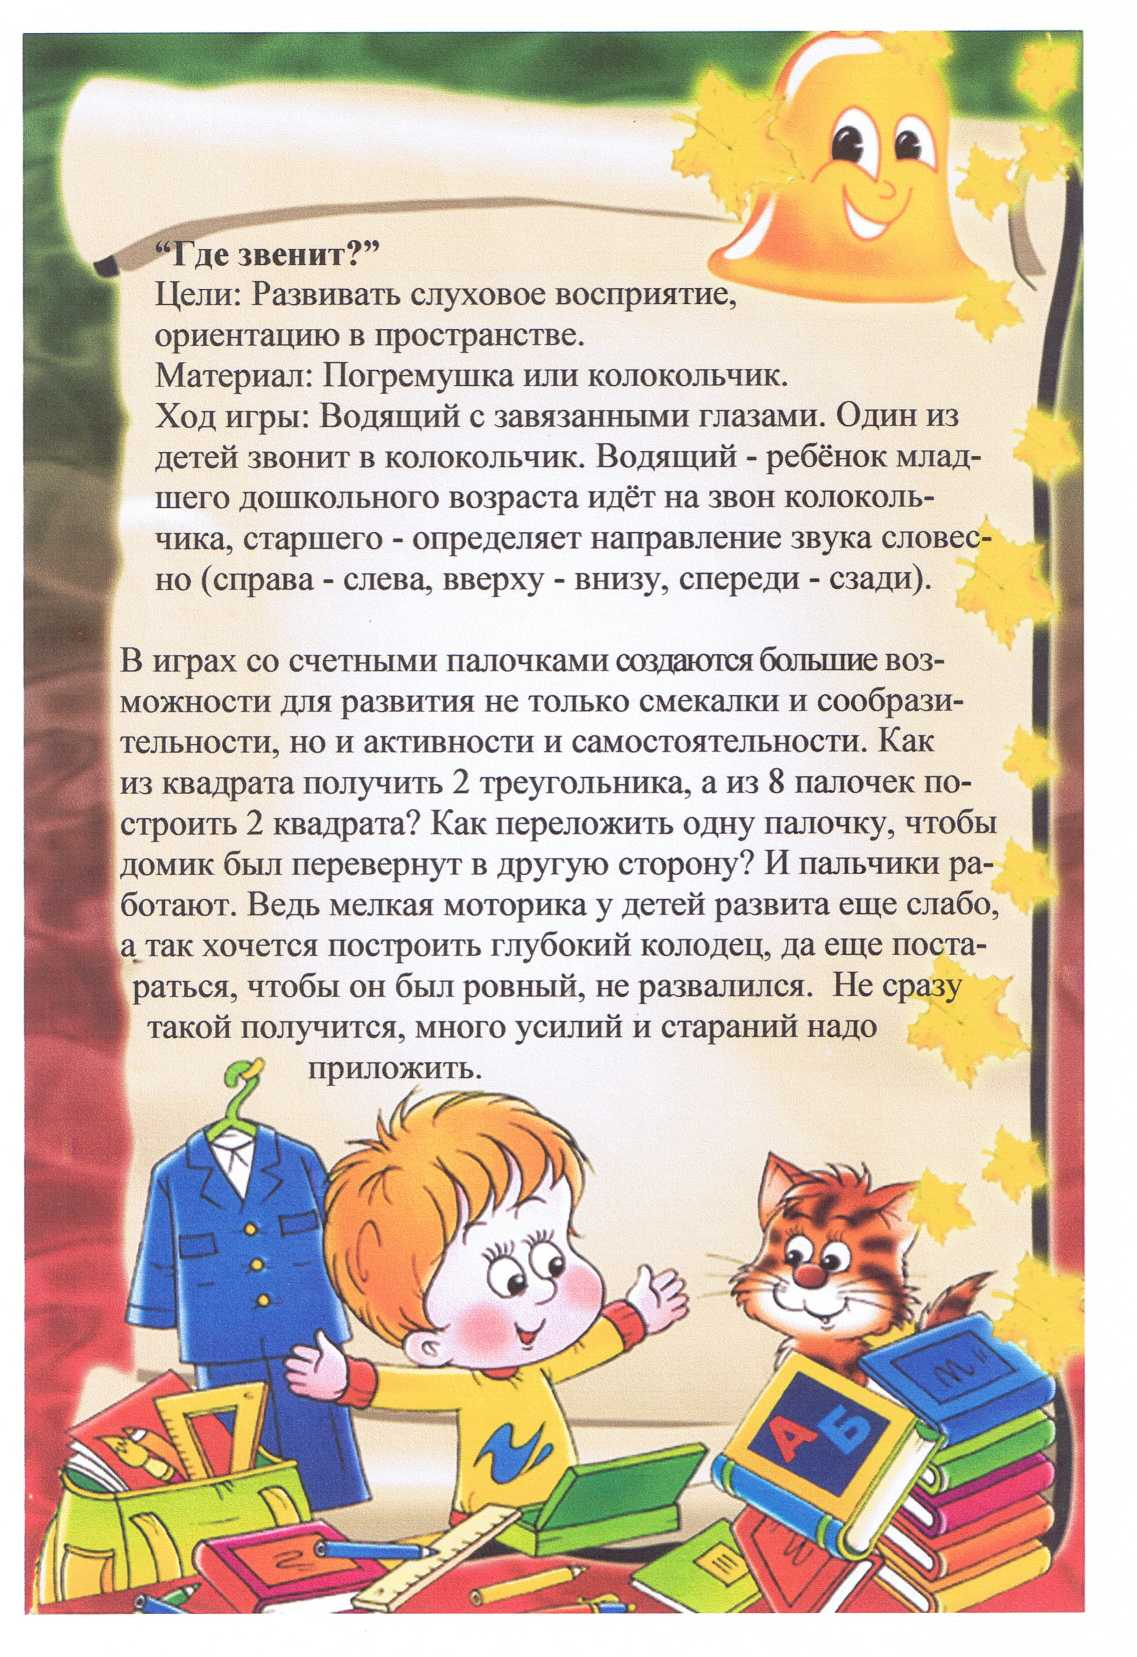 “Где звенит?”
Цели: Развивать слуховое восприятие,
ориентацию в пространстве.
Материал: Погремушка или колокольчик.
Ход игры: Водящий с завязанными глазами. Один из
детей звонит в колокольчик. Водящий - ребёнок млад-
шего дошкольного возраста идёт на звон колоколь-
чика, старшего - определяет направление звука словес-
но (справа - слева, вверху - внизу, спереди - сзади).
В играх со счетными палочками создаются большие воз-
можности для развития не только смекалки и сообрази-
тельности, но и активности и самостоятельности. Как
из квадрата получить 2 треугольника, а из 8 палочек по-
строить 2 квадрата? Как переложить одну палочку, чтобы
домик был перевернут в другую сторону? И пальчики ра-
ботают. Ведь мелкая моторика у детей развита еще слабо,
а так хочется построить глубокий колодец, да еще поста-
раться, чтобы он был ровный, не развалился. Не сразу
такой получится, много усилий и стараний надо
приложить.
А Б